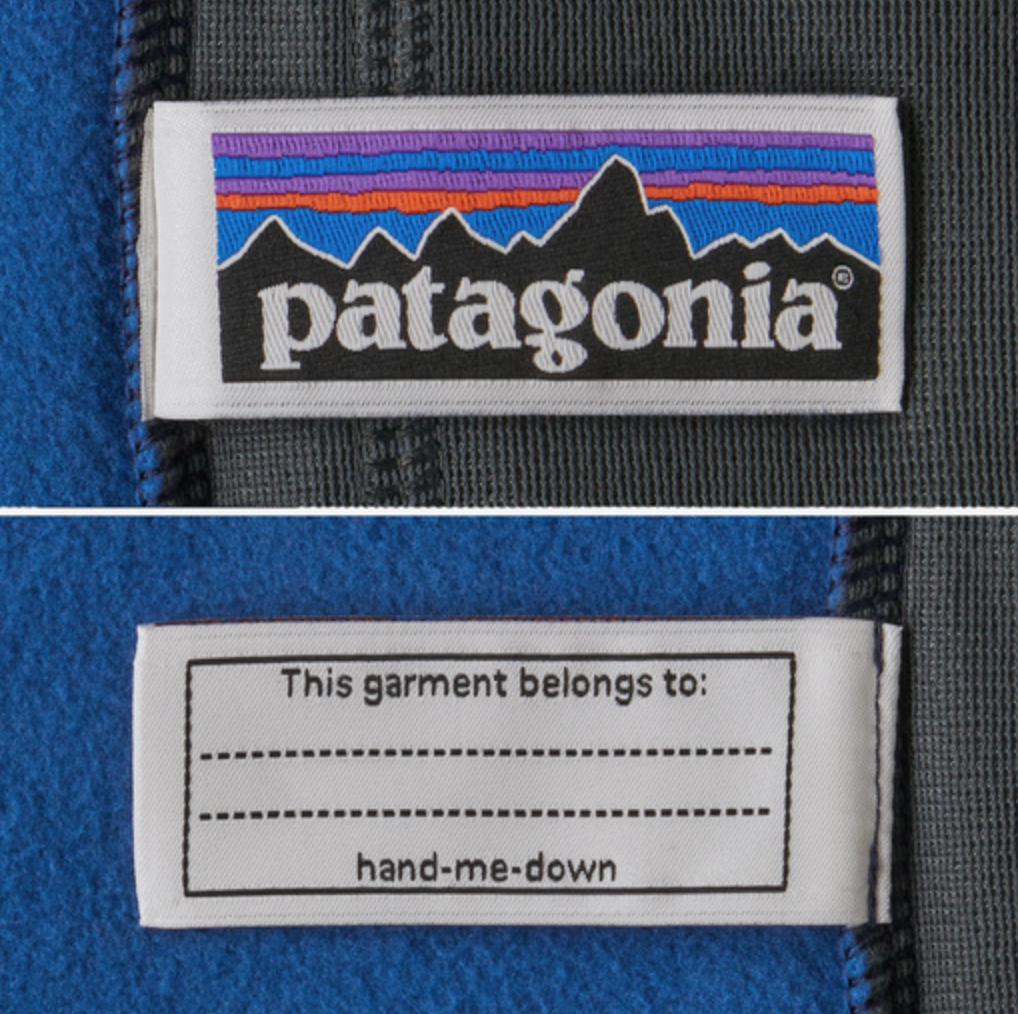 patagonia®
This garment belongs to:
hand-me-down